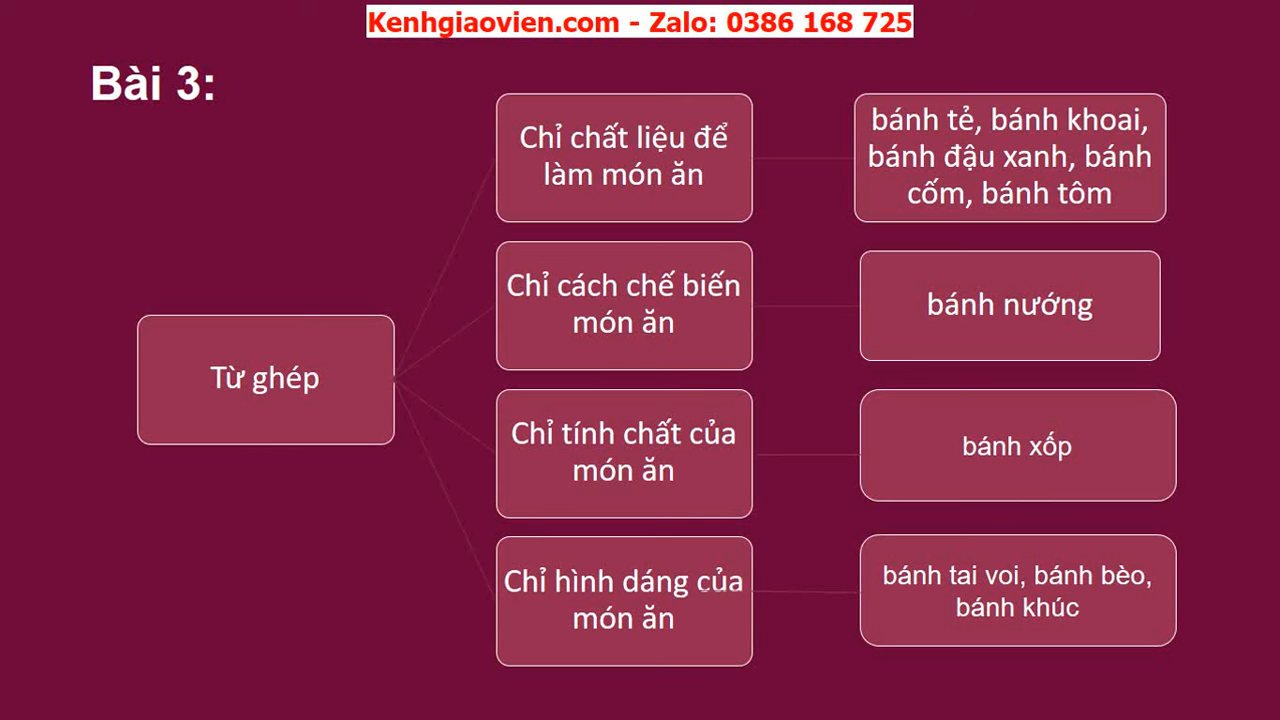 Kenhgiaovien.com - Zalo: 0386 168 725
Bài 3:
Từ ghép
Chỉ chất liệu để
làm món ăn
bánh tẻ, bánh khoai,
bánh đậu xanh, bánh
cốm, bánh tôm
Chỉ cách chế biến
món ăn
bánh nướng
Chỉ tính chất của
món ăn
bánh xốp
Chỉ hình dáng của
món ăn
bánh tai voi, bánh bèo,
bánh khúc